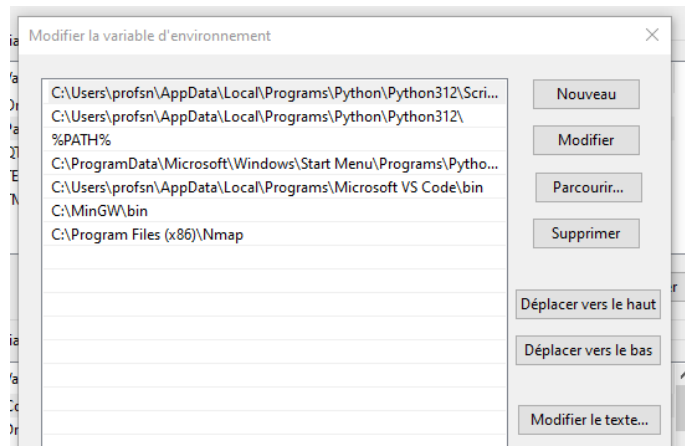 Modifier la variable d'environnement
C:\Users\profsn\AppData\Local\Programs\Python\Python312\Scri...
C:\Users\profsn\AppData\Local\Programs\Python\Python312\
%PATH%
C:\ProgramData\Microsoft\Windows\Start Menu\Programs\Pytho...
C:\Users\profsn\AppData\Local\Programs\Microsoft VS Code\bin
C:\MinGW\bin
C:\Program Files (x86)\Nmap
Nouveau
Modifier
Parcourir...
Supprimer
Déplacer vers le haut
Déplacer vers le bas
Modifier le texte...